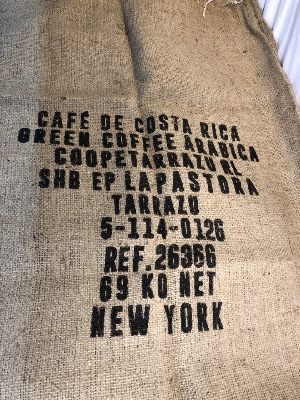 CAFÉ DE COSTA RICA
GREEN COFFEE ARABICA
COOPETARRAZU RL
SHB EP LA PASTORA
TARRAZU
5-114-0126
REF. 26366
69 KO NET
NEW YORK